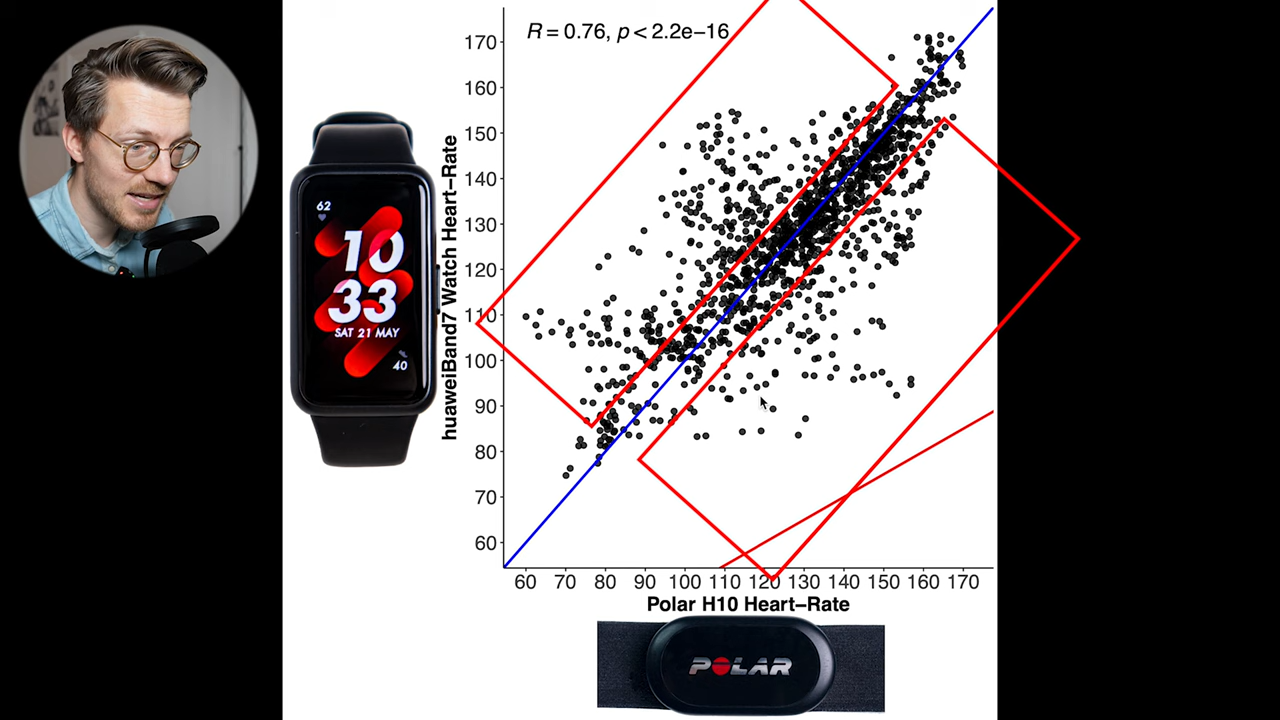 R = 0.76, p < 2.2e−16
170
160
150
140
130
120
110
100
90
80
70
60
huaweiBand7 Watch Heart−Rate
62
10
33
SAT 21 MAY
40
60 70 80 90 100 110 120 130 140 150 160 170
Polar H10 Heart−Rate
POLAR